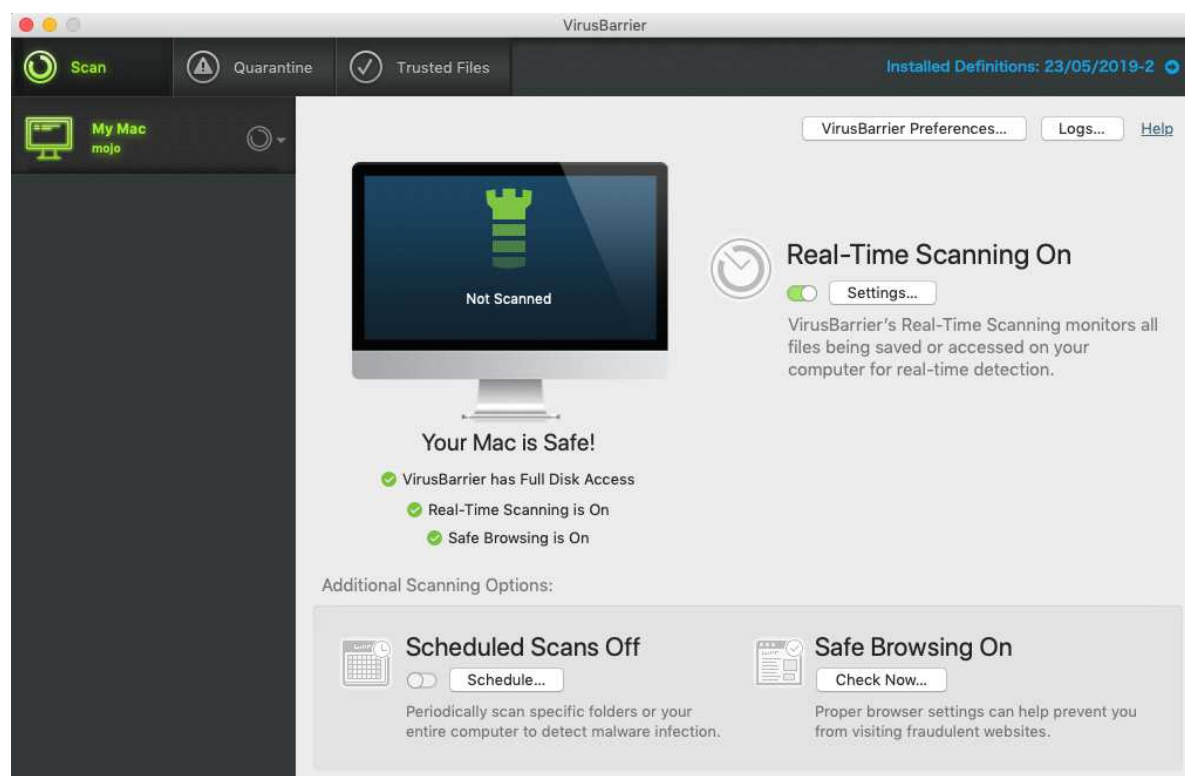 VirusBarrier
Scan
Quarantine
Trusted Files
Installed Definitions: 23/05/2019-2
My Mac
mojo
VirusBarrier Preferences...
Logs...
Help
Not Scanned
Real-Time Scanning On
Settings...
VirusBarrier's Real-Time Scanning monitors all
files being saved or accessed on your
computer for real-time detection.
Your Mac is Safe!
VirusBarrier has Full Disk Access
Real-Time Scanning is On
Safe Browsing is On
Additional Scanning Options:
Scheduled Scans Off
Schedule...
Periodically scan specific folders or your
entire computer to detect malware infection.
Safe Browsing On
Check Now...
Proper browser settings can help prevent you
from visiting fraudulent websites.